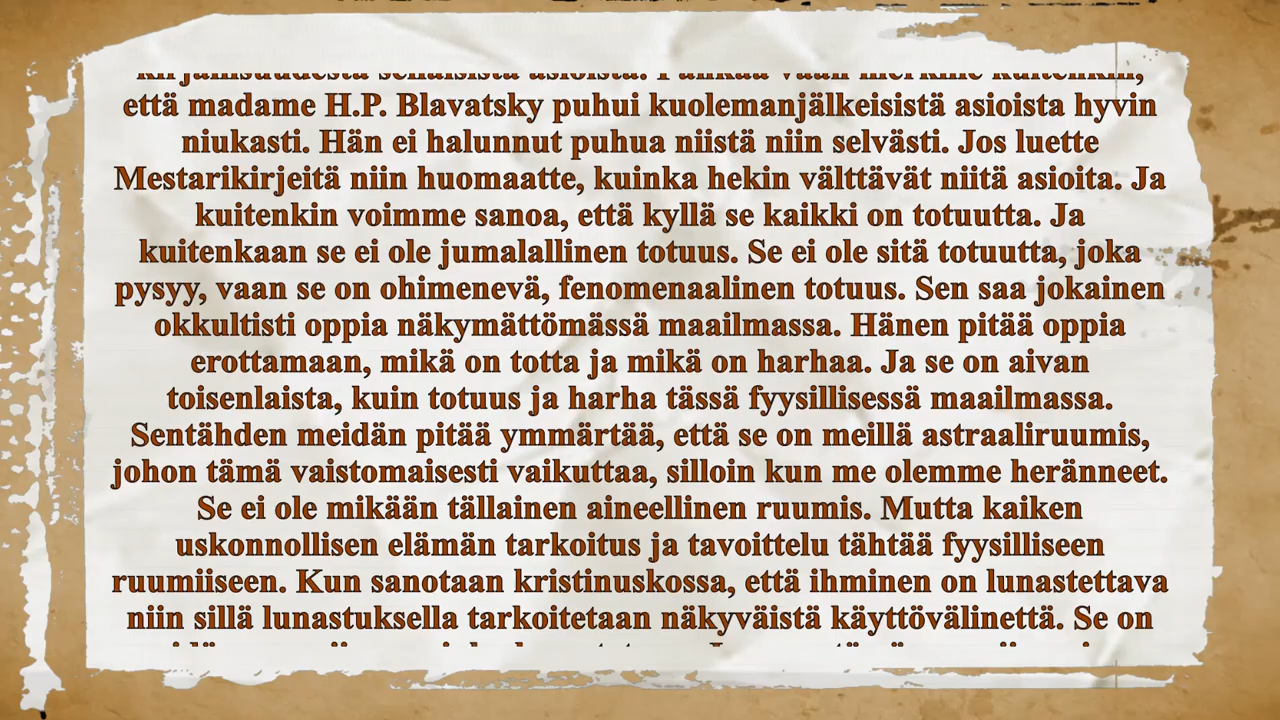 että madame H.P. Blavatsky puhui kuolemanjälkeisistä asioista hyvin
niukasti. Hän ei halunnut puhua niistä niin selvästi. Jos luette
Mestarikirjeitä niin huomaatte, kuinka hekin välttävät niitä asioita. Ja
kuitenkin voimme sanoa, että kyllä se kaikki on totuutta. Ja
kuitenkaan se ei ole jumalallinen totuus. Se ei ole sitä totuutta, joka
pysyy, vaan se on ohimenevä, fenomenaalinen totuus. Sen saa jokainen
okkultisti oppia näkymättömässä maailmassa. Hänen pitää oppia
erottamaan, mikä on totta ja mikä on harhaa. Ja se on aivan
toisenlaista, kuin totuus ja harha tässä fyysillisessä maailmassa.
Sentähden meidän pitää ymmärtää, että se on meillä astraaliruumis,
johon tämä vaistomaisesti vaikuttaa, silloin kun me olemme heränneet.
Se ei ole mikään tällainen aineellinen ruumis. Mutta kaiken
uskonnollisen elämän tarkoitus ja tavoittelu tähtää fyysilliseen
ruumiiseen. Kun sanotaan kristinuskossa, että ihminen on lunastettava
niin sillä lunastuksella tarkoitetaan näkyväistä käyttövälinettä. Se on